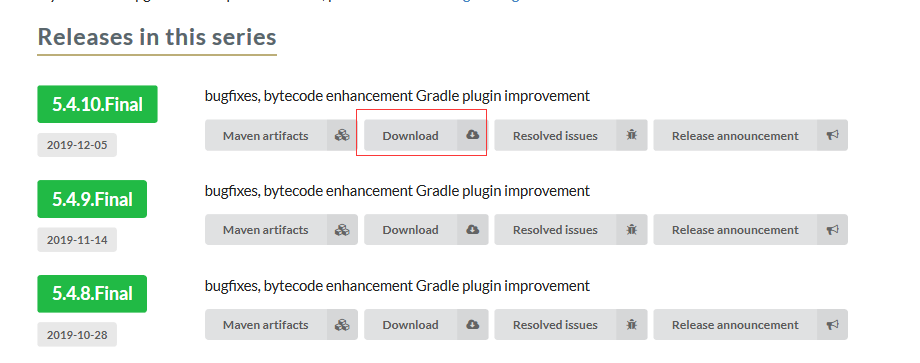 Releases in this series
5.4.10.Final
bugfixes, bytecode enhancement Gradle plugin improvement
2019-12-05
Maven artifacts Download Resolved issues Release announcement
5.4.9.Final
bugfixes, bytecode enhancement Gradle plugin improvement
2019-11-14
Maven artifacts Download Resolved issues Release announcement
5.4.8.Final
bugfixes, bytecode enhancement Gradle plugin improvement
2019-10-28
Maven artifacts Download Resolved issues Release announcement